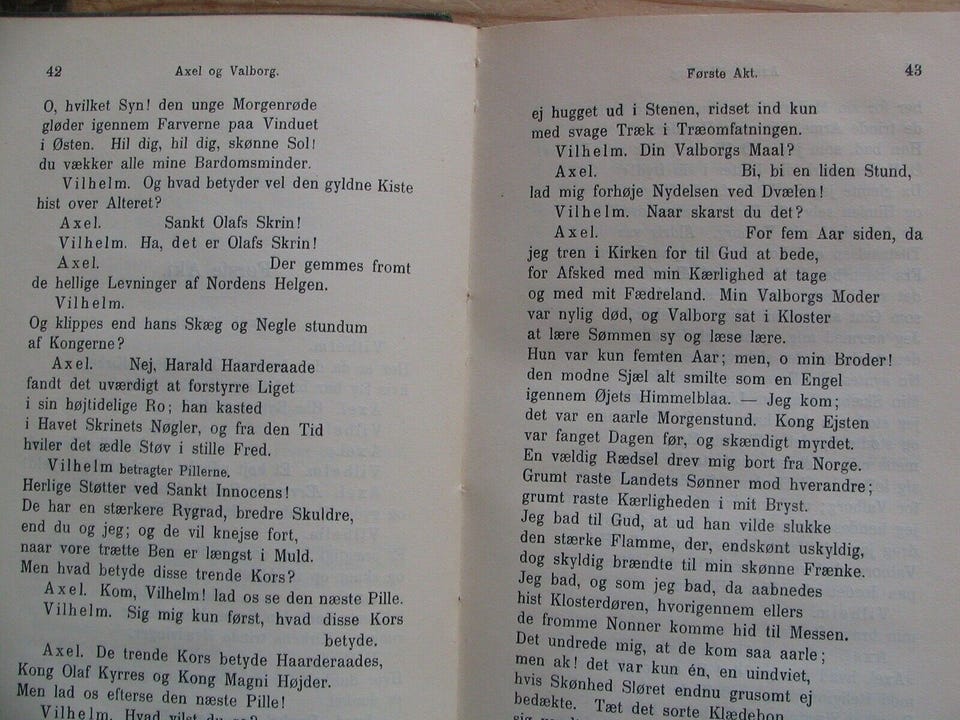 42
Axel og Valborg.
O, hvilket Syn! den unge Morgenrøde
gløder igennem Farverne paa Vinduet
i Østen. Hil dig, hil dig, skønne Sol!
du vækker alle mine Bardomsminder.
Vilhelm. Og hvad betyder vel den gyldne Kiste
hist over Alteret?
Axel. Sankt Olafs Skrin!
Vilhelm. Ha, det er Olafs Skrin!
Axel. Der gemmes fromt
de hellige Levninger af Nordens Helgen.
Vilhelm.
Og klippes end hans Skæg og Negle stundum
af Kongerne?
Axel. Nej, Harald Haarderaade
fandt det uværdigt at forstyrre Liget
i sin højtidelige Ro; han kasted
i Havet Skrinets Nøgler, og fra den Tid
hviler det ædle Støv i stille Fred.
Vilhelm betragter Pillerne.
Herlige Støtter ved Sankt Innocens!
De har en stærkere Rygrad, bredre Skuldre,
end du og jeg; og de vil knejse fort,
naar vore trætte Ben er længst i Muld.
Men hvad betyde disse trende Kors?
Axel. Kom, Vilhelm! lad os se den næste Pille.
Vilhelm. Sig mig kun først, hvad disse Kors
betyde.
Axel. De trende Kors betyde Haarderaades,
Kong Olaf Kyrres og Kong Magni Højder.
Men lad os efterse den næste Pille!
Vilhelm. Hvad vilst du se?
Første Akt.
43
ej hugget ud i Stenen, ridset ind kun
med svage Træk i Træomfatningen.
Vilhelm. Din Valborgs Maal?
Axel. Bi, bi en liden Stund,
lad mig forhøje Nydelsen ved Dvælen!
Vilhelm. Naar skarst du det?
Axel. For fem Aar siden, da
jeg tren i Kirken for til Gud at bede,
for Afsked med min Kærlighed at tage
og med mit Fædreland. Min Valborgs Moder
var nylig død, og Valborg sat i Kloster
at lære Sømmen sy og læse lære.
Hun var kun femten Aar; men, o min Broder!
den modne Sjæl alt smilte som en Engel
igennem Øjets Himmelblaa. — Jeg kom;
det var en aarle Morgenstund. Kong Ejsten
var fanget Dagen før, og skændigt myrdet.
En vældig Rædsel drev mig bort fra Norge.
Grumt raste Landets Sønner mod hverandre;
grumt raste Kærligheden i mit Bryst.
Jeg bad til Gud, at ud han vilde slukke
den stærke Flamme, der, endskønt uskyldig,
dog skyldig brændte til min skønne Frænke.
Jeg bad, og som jeg bad, da aabnedes
hist Klosterdøren, hvorigennem ellers
de fromme Nonner komme hid til Messen.
Det undrede mig, at de kom saa aarle;
men ak! det var kun én, en uindviet,
hvis Skønhed Sløret endnu grusomt ej
bedækte. Tæt det sorte Klædebon